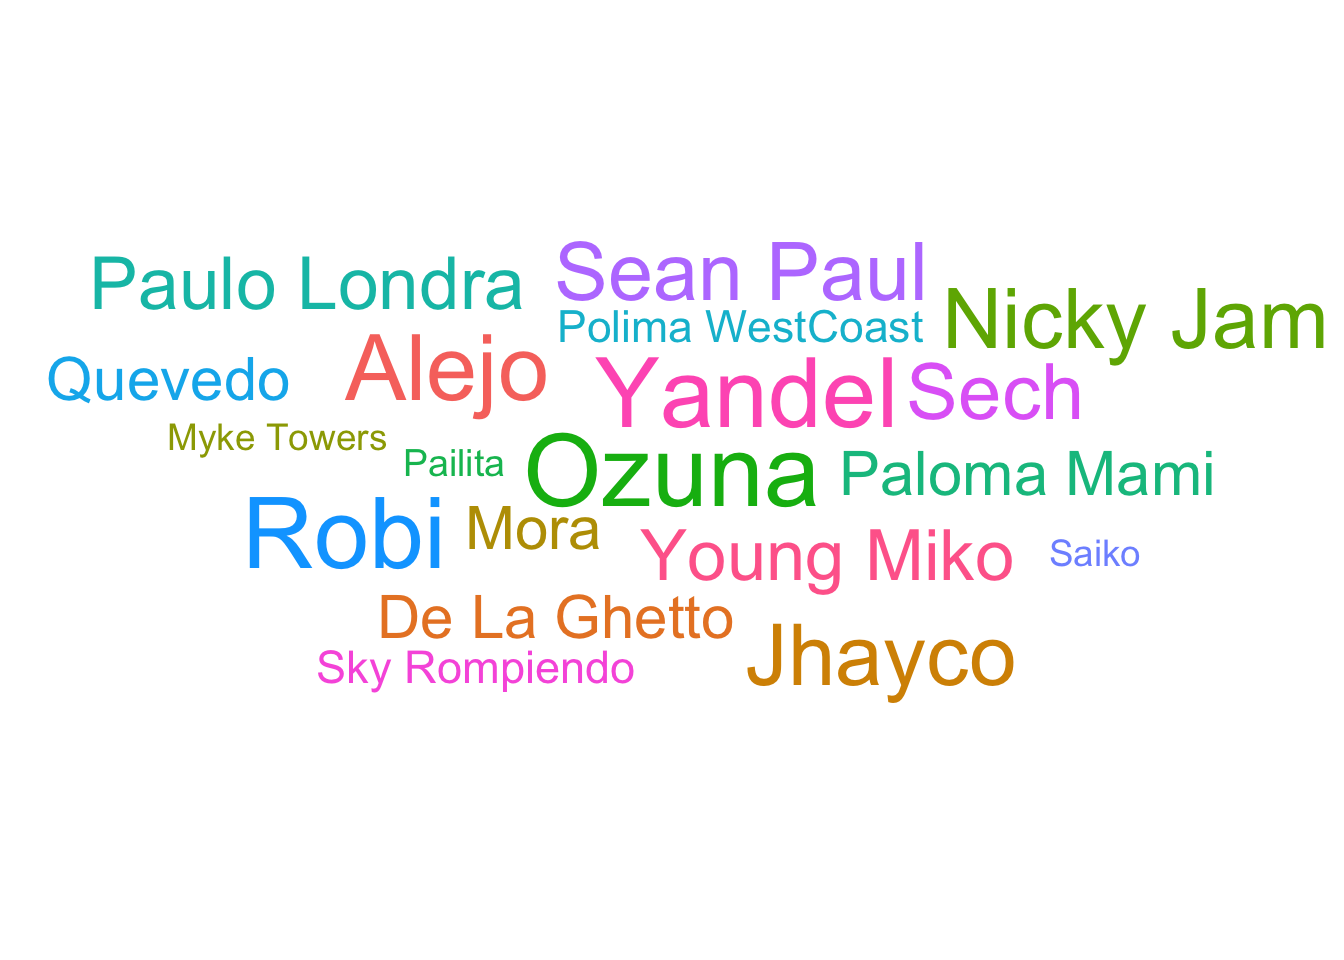 Sean Paul
Paulo Londra
Nicky Jam
Polima WestCoast
Alejo
Quevedo
Yandel
Sech
Myke Towers
Pailita
Ozuna
Paloma Mami
Robi
Mora
Young Miko
Saiko
De La Ghetto
Jhayco
Sky Rompiendo